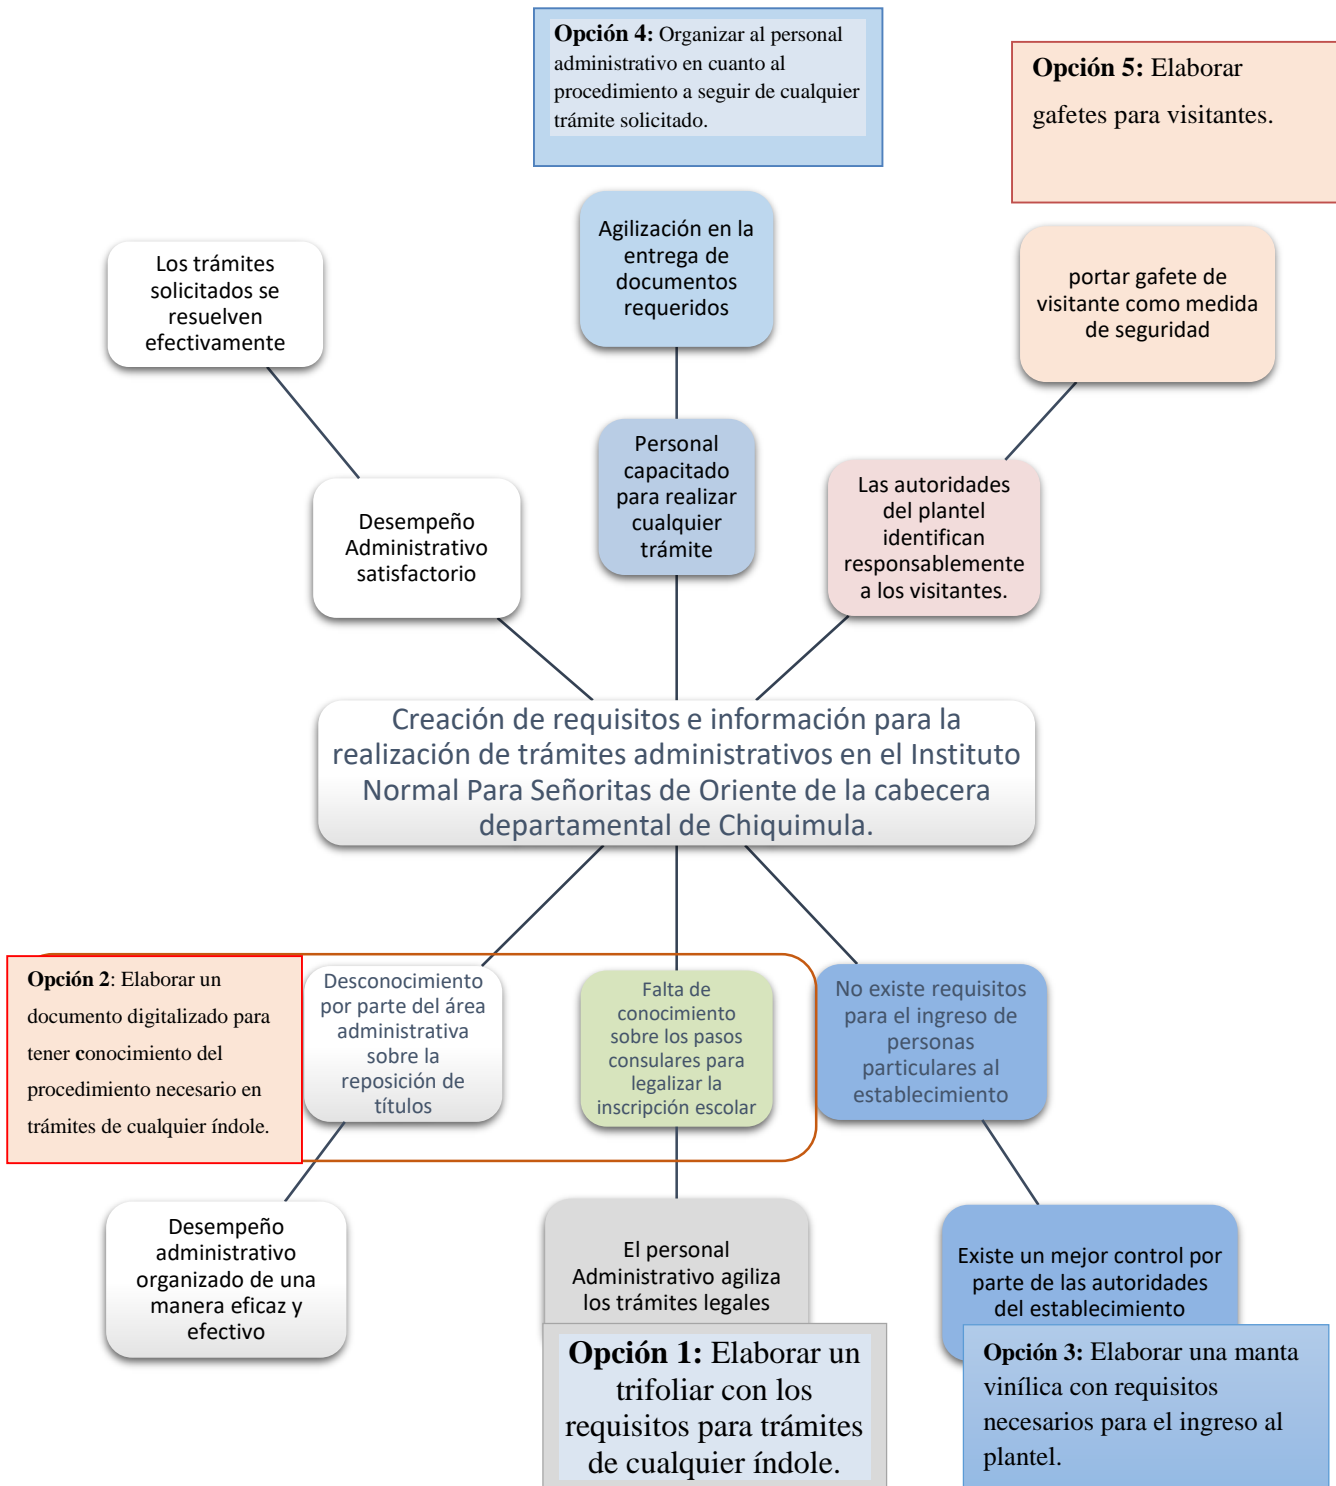 Opción 4: Organizar al personal
administrativo en cuanto al
procedimiento a seguir de cualquier
trámite solicitado.
Opción 5: Elaborar
gafetes para visitantes.
Los trámites
solicitados se
resuelven
efectivamente
Agilización en la
entrega de
documentos
requeridos
portar gafete de
visitante como medida
de seguridad
Desempeño
Administrativo
satisfactorio
Personal
capacitado
para realizar
cualquier
trámite
Las autoridades
del plantel
identifican
responsablemente
a los visitantes.
Creación de requisitos e información para la
realización de trámites administrativos en el Instituto
Normal Para Señoritas de Oriente de la cabecera
departamental de Chiquimula.
Opción 2: Elaborar un
documento digitalizado para
tener conocimiento del
procedimiento necesario en
trámites de cualquier índole.
Desconocimiento
por parte del área
administrativa
sobre la
reposición de
títulos
Falta de
conocimiento
sobre los pasos
consulares para
legalizar la
inscripción escolar
No existe requisitos
para el ingreso de
personas
particulares al
establecimiento
Desempeño
administrativo
organizado de una
manera eficaz y
efectivo
El personal
Administrativo agiliza
los trámites legales
Existe un mejor control por
parte de las autoridades
del establecimiento
Opción 1: Elaborar un
trifoliar con los
requisitos para trámites
de cualquier índole.
Opción 3: Elaborar una manta
vinílica con requisitos
necesarios para el ingreso al
plantel.